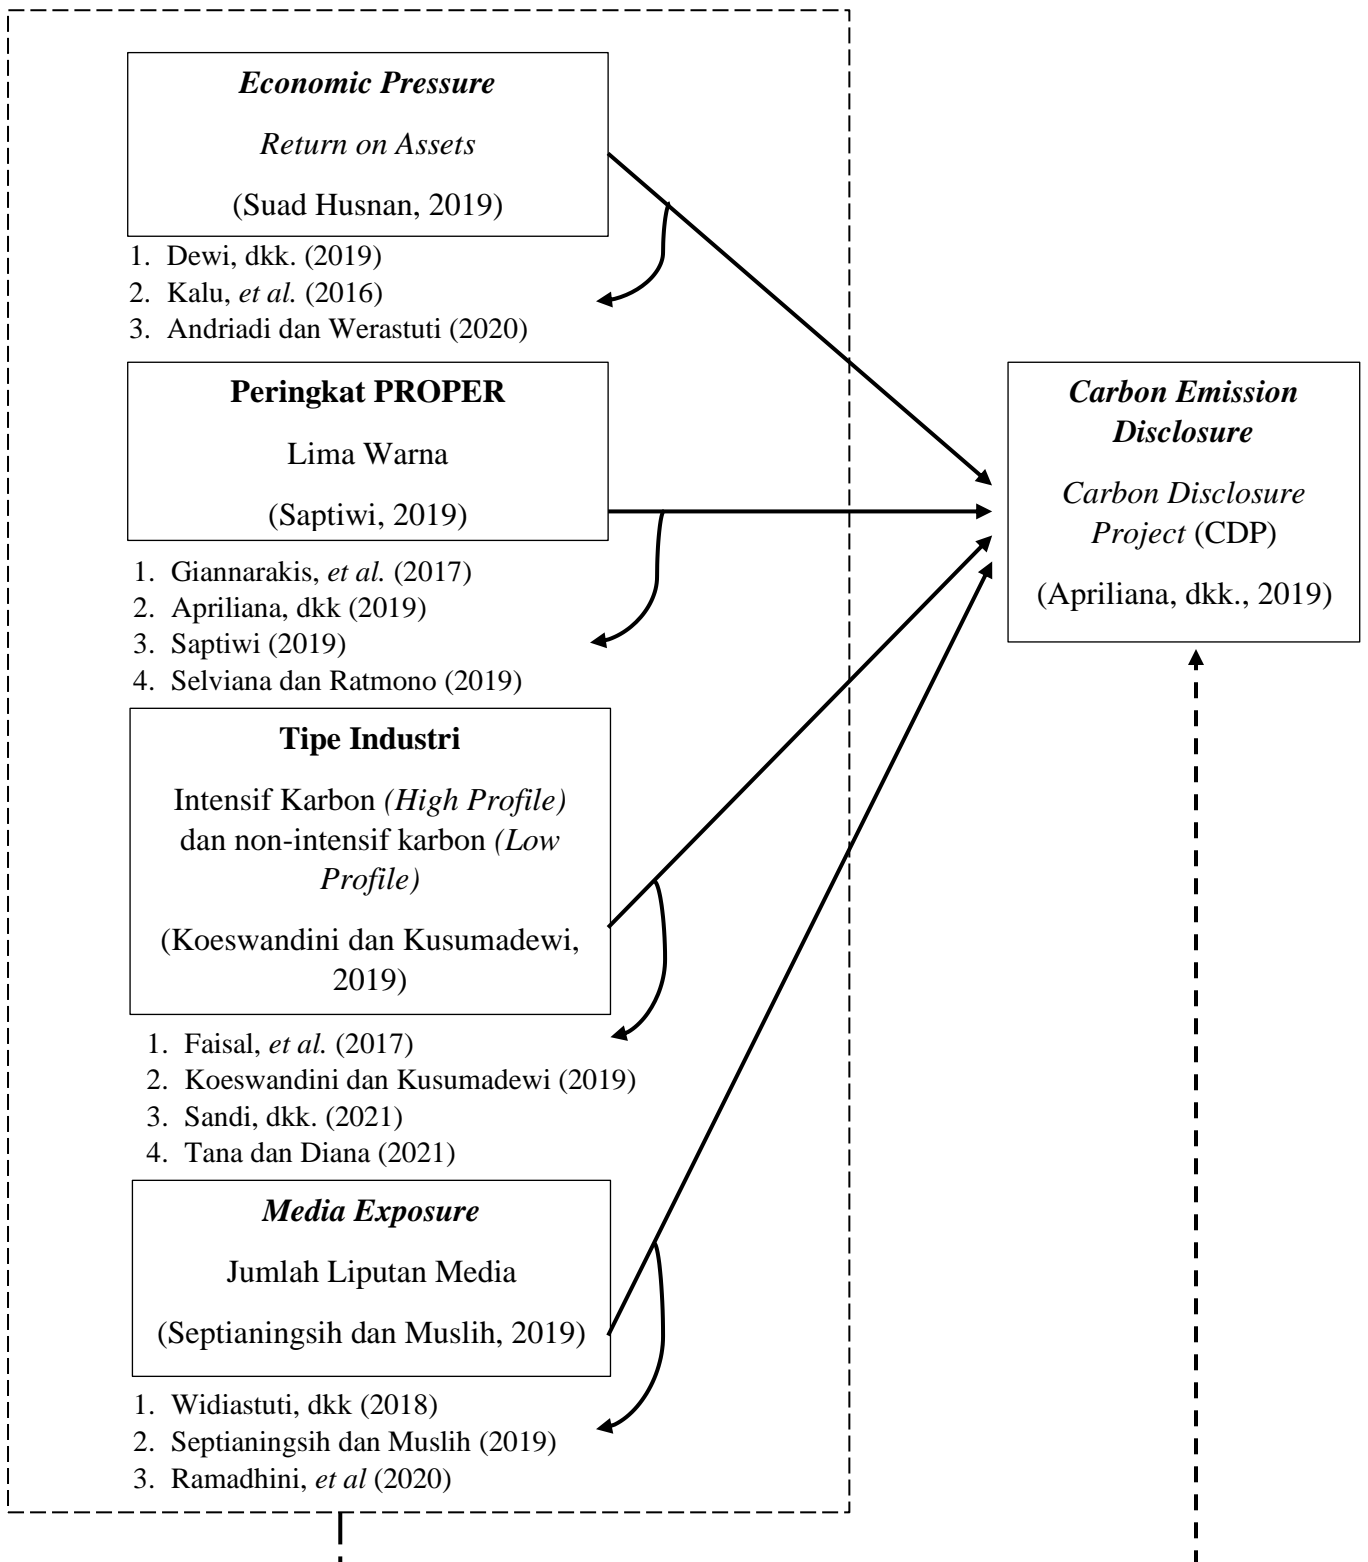 Economic Pressure
Return on Assets
(Suad Husnan, 2019)
1. Dewi, dkk. (2019)
2. Kalu, et al. (2016)
3. Andriadi dan Werastuti (2020)
Peringkat PROPER
Lima Warna
(Saptiwi, 2019)
1. Giannarakis, et al. (2017)
2. Apriliana, dkk (2019)
3. Saptiwi (2019)
4. Selviana dan Ratmono (2019)
Tipe Industri
Intensif Karbon (High Profile)
dan non-intensif karbon (Low
Profile)
(Koeswandini dan Kusumadewi,
2019)
1. Faisal, et al. (2017)
2. Koeswandini dan Kusumadewi (2019)
3. Sandi, dkk. (2021)
4. Tana dan Diana (2021)
Media Exposure
Jumlah Liputan Media
(Septianingsih dan Muslih, 2019)
1. Widiastuti, dkk (2018)
2. Septianingsih dan Muslih (2019)
3. Ramadhini, et al (2020)
Carbon Emission
Disclosure
Carbon Disclosure
Project (CDP)
(Apriliana, dkk., 2019)